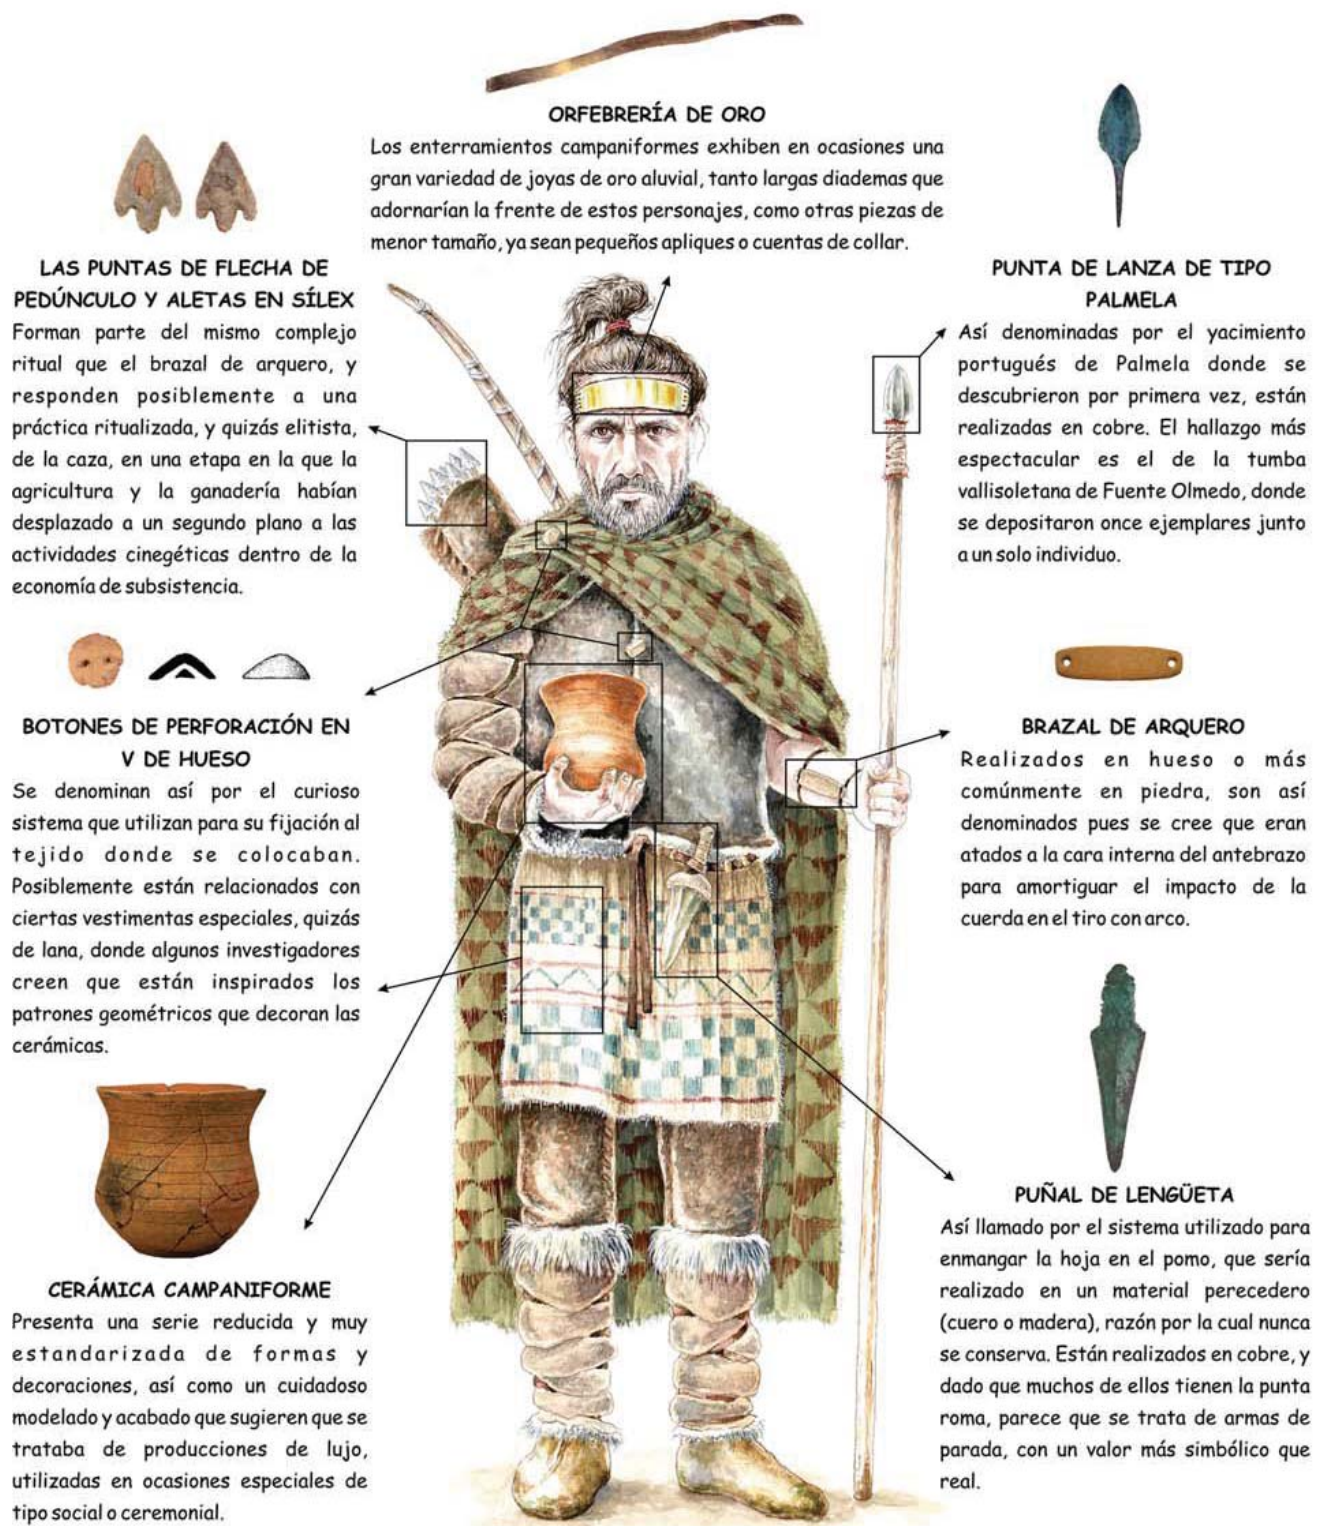 ORFEBRERÍA DE ORO
Los enterramientos campaniformes exhiben en ocasiones una
gran variedad de joyas de oro aluvial, tanto largas diademas que
adornarían la frente de estos personajes, como otras piezas de
menor tamaño, ya sean pequeños apliques o cuentas de collar.
LAS PUNTAS DE FLECHA DE
PEDÚNCULO Y ALETAS EN SÍLEX
Forman parte del mismo complejo
ritual que el brazal de arquero, y
responden posiblemente a una
práctica ritualizada, y quizás elitista,
de la caza, en una etapa en la que la
agricultura y la ganadería habían
desplazado a un segundo plano a las
actividades cinegéticas dentro de la
economía de subsistencia.
BOTONES DE PERFORACIÓN EN
V DE HUESO
Se denominan así por el curioso
sistema que utilizan para su fijación al
tejido donde se colocaban.
Posiblemente están relacionados con
ciertas vestimentas especiales, quizás
de lana, donde algunos investigadores
creen que están inspirados los
patrones geométricos que decoran las
cerámicas.
CERÁMICA CAMPANIFORME
Presenta una serie reducida y muy
estandarizada de formas y
decoraciones, así como un cuidadoso
modelado y acabado que sugieren que se
trataba de producciones de lujo,
utilizadas en ocasiones especiales de
tipo social o ceremonial.
PUNTA DE LANZA DE TIPO
PALMELA
Así denominadas por el yacimiento
portugués de Palmela donde se
descubrieron por primera vez, están
realizadas en cobre. El hallazgo más
espectacular es el de la tumba
vallisoletana de Fuente Olmedo, donde
se depositaron once ejemplares junto
a un solo individuo.
BRAZAL DE ARQUERO
Realizados en hueso o más
comúnmente en piedra, son así
denominados pues se cree que eran
atados a la cara interna del antebrazo
para amortiguar el impacto de la
cuerda en el tiro con arco.
PUÑAL DE LENGÜETA
Así llamado por el sistema utilizado para
enmangar la hoja en el pomo, que sería
realizado en un material perecedero
(cuero o madera), razón por la cual nunca
se conserva. Están realizados en cobre, y
dado que muchos de ellos tienen la punta
roma, parece que se trata de armas de
parada, con un valor más simbólico que
real.